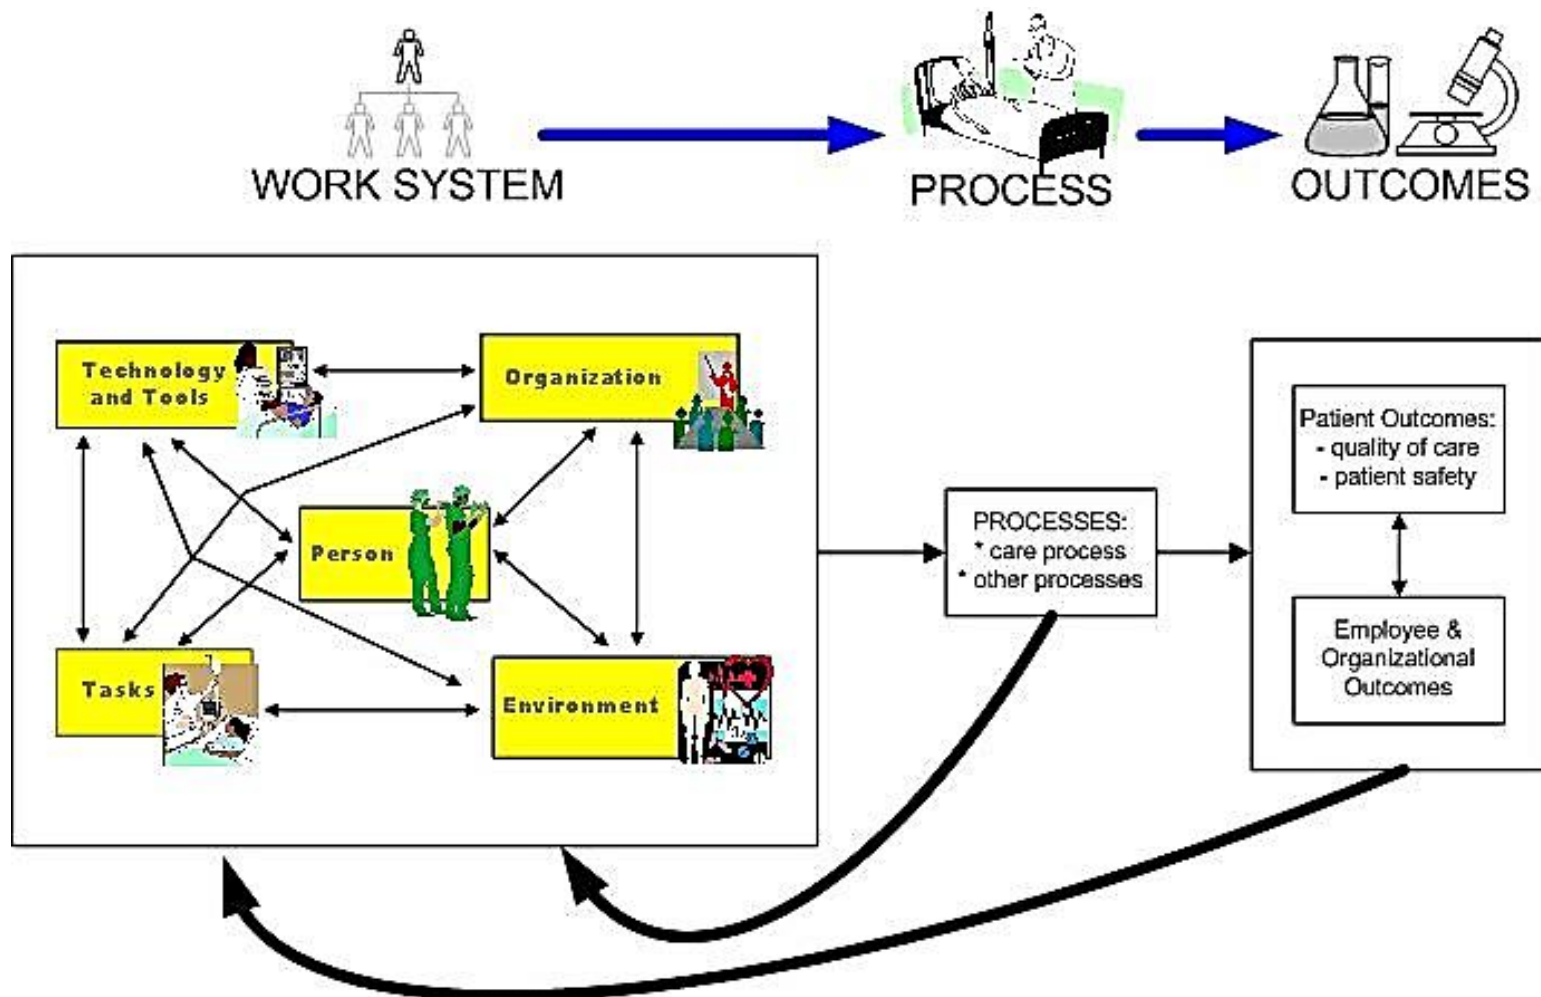 WORK SYSTEM
PROCESS
OUTCOMES
Technology
and Tools
Organization
Person
Tasks
Environment
PROCESSES:
* care process
* other processes
Patient Outcomes:
- quality of care
- patient safety
Employee &
Organizational
Outcomes